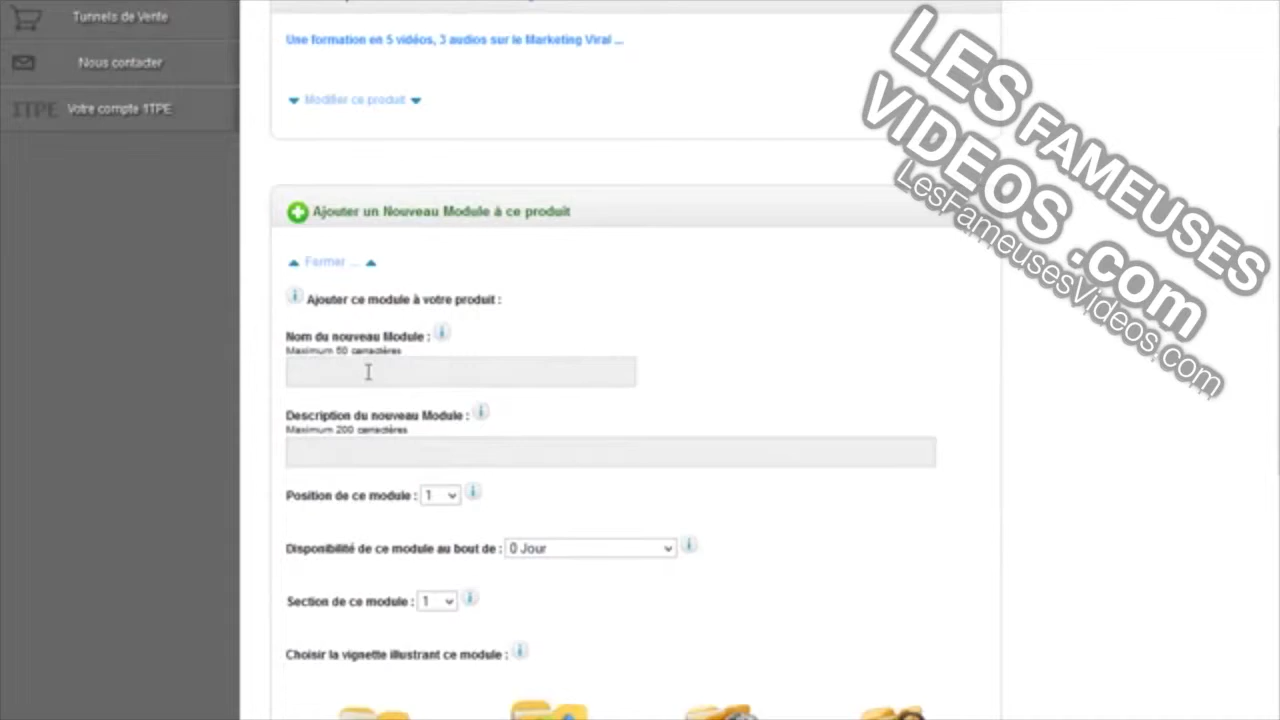 Tunnels de Vente
Nous contacter
1TPE Votre compte 1TPE
Une formation en 5 vidéos, 3 audios sur le Marketing Viral ...
Modifier ce produit
Ajouter un Nouveau Module à ce produit
Fermer ...
Ajouter ce module à votre produit :
Nom du nouveau Module :
Maximum 50 carractères
Description du nouveau Module :
Maximum 200 carractères
Position de ce module : 1
Disponibilité de ce module au bout de : 0 Jour
Section de ce module : 1
Choisir la vignette illustrant ce module :
LES FAMEUSES
VIDEOS .com
LesFameusesVideos.com